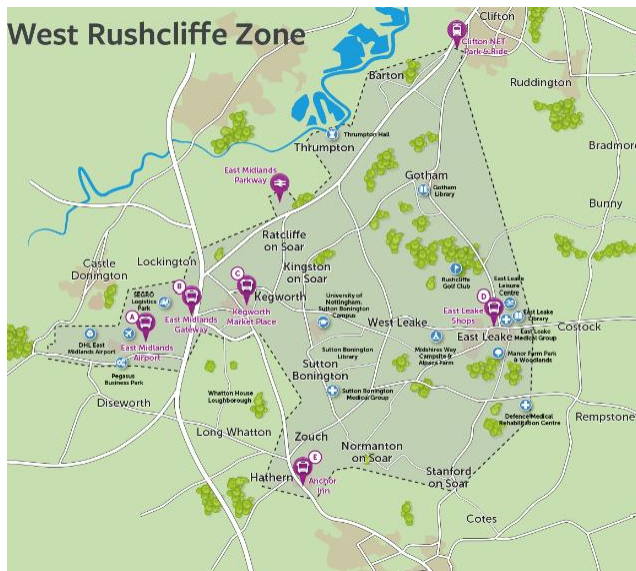 West Rushcliffe Zone
Clifton
Clifton NET
Park & Ride
Barton
Ruddington
Thrumpton Hall
Thrumpton
Bradmore
East Midlands
Parkway
Gotham
Gotham
Library
Bunny
Ratcliffe
on Soar
Lockington
Castle
Donington
Kingston
on Soar
Rushcliffe
Golf Club
East Leake
Leisure
Centre
SEGRO
Logistics
Park
B
C
Kegworth
Kegworth
Market Place
University of
Nottingham,
Sutton Bonington
Campus
D
East Leake
Shops
East Leake
Library
A
East Midlands
Gateway
West Leake
East Leake
East Leake
Medical Group
Costock
DHL East
Midlands Airport
East Midlands
Airport
Sutton Bonington
Library
Midshires Way
Campsite &
Alpaca Farm
Manor Farm Park
& Woodlands
Pegasus
Business Park
Sutton
Bonington
Sutton Bonington
Medical Group
Diseworth
Whatton House
Loughborough
Defence Medical
Rehabilitation Centre
Rempstone
Long Whatton
Zouch
Normanton
on Soar
E
Hathern
Anchor
Inn
Stanford
on Soar
Cotes